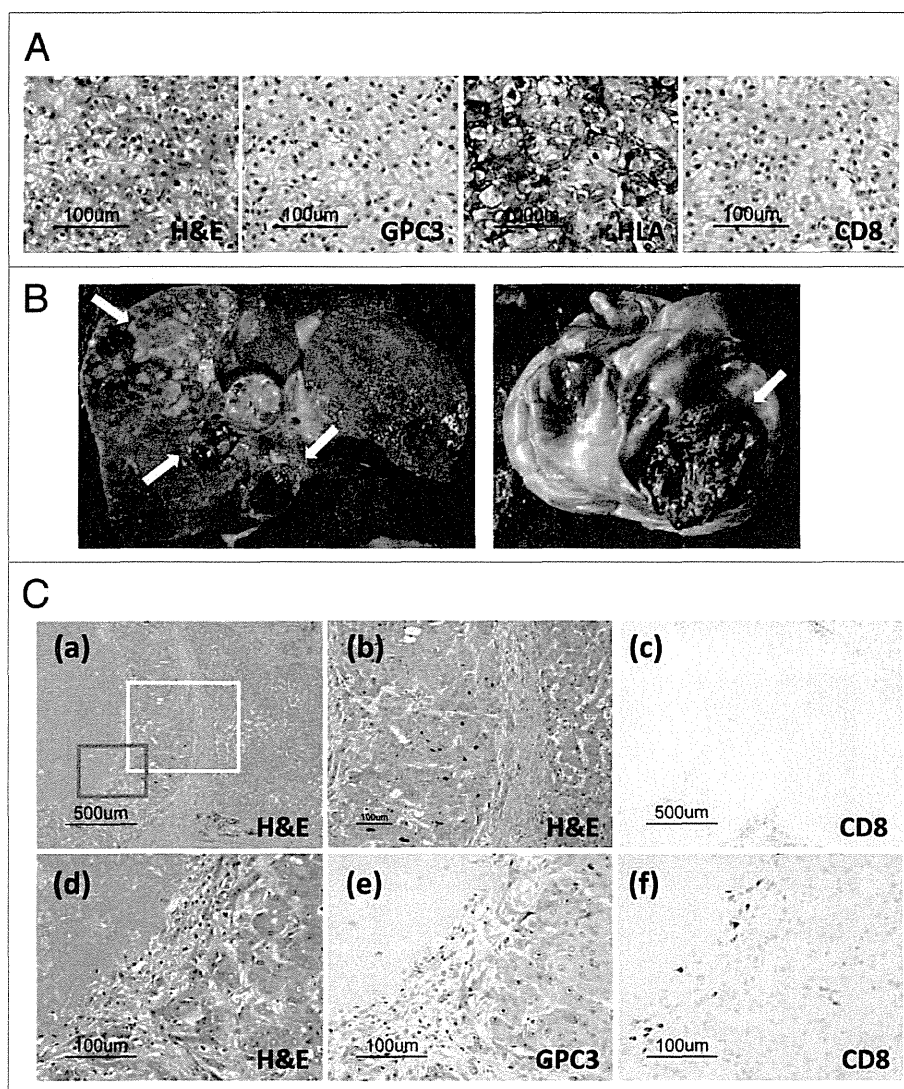 A
100um
H&E
100um
GPC3
HLA
100um
CD8
B
C
(a)
500um
H&E
(b)
100um
H&E
(c)
500um
CD8
(d)
100um
H&E
(e)
100um
GPC3
(f)
100um
CD8